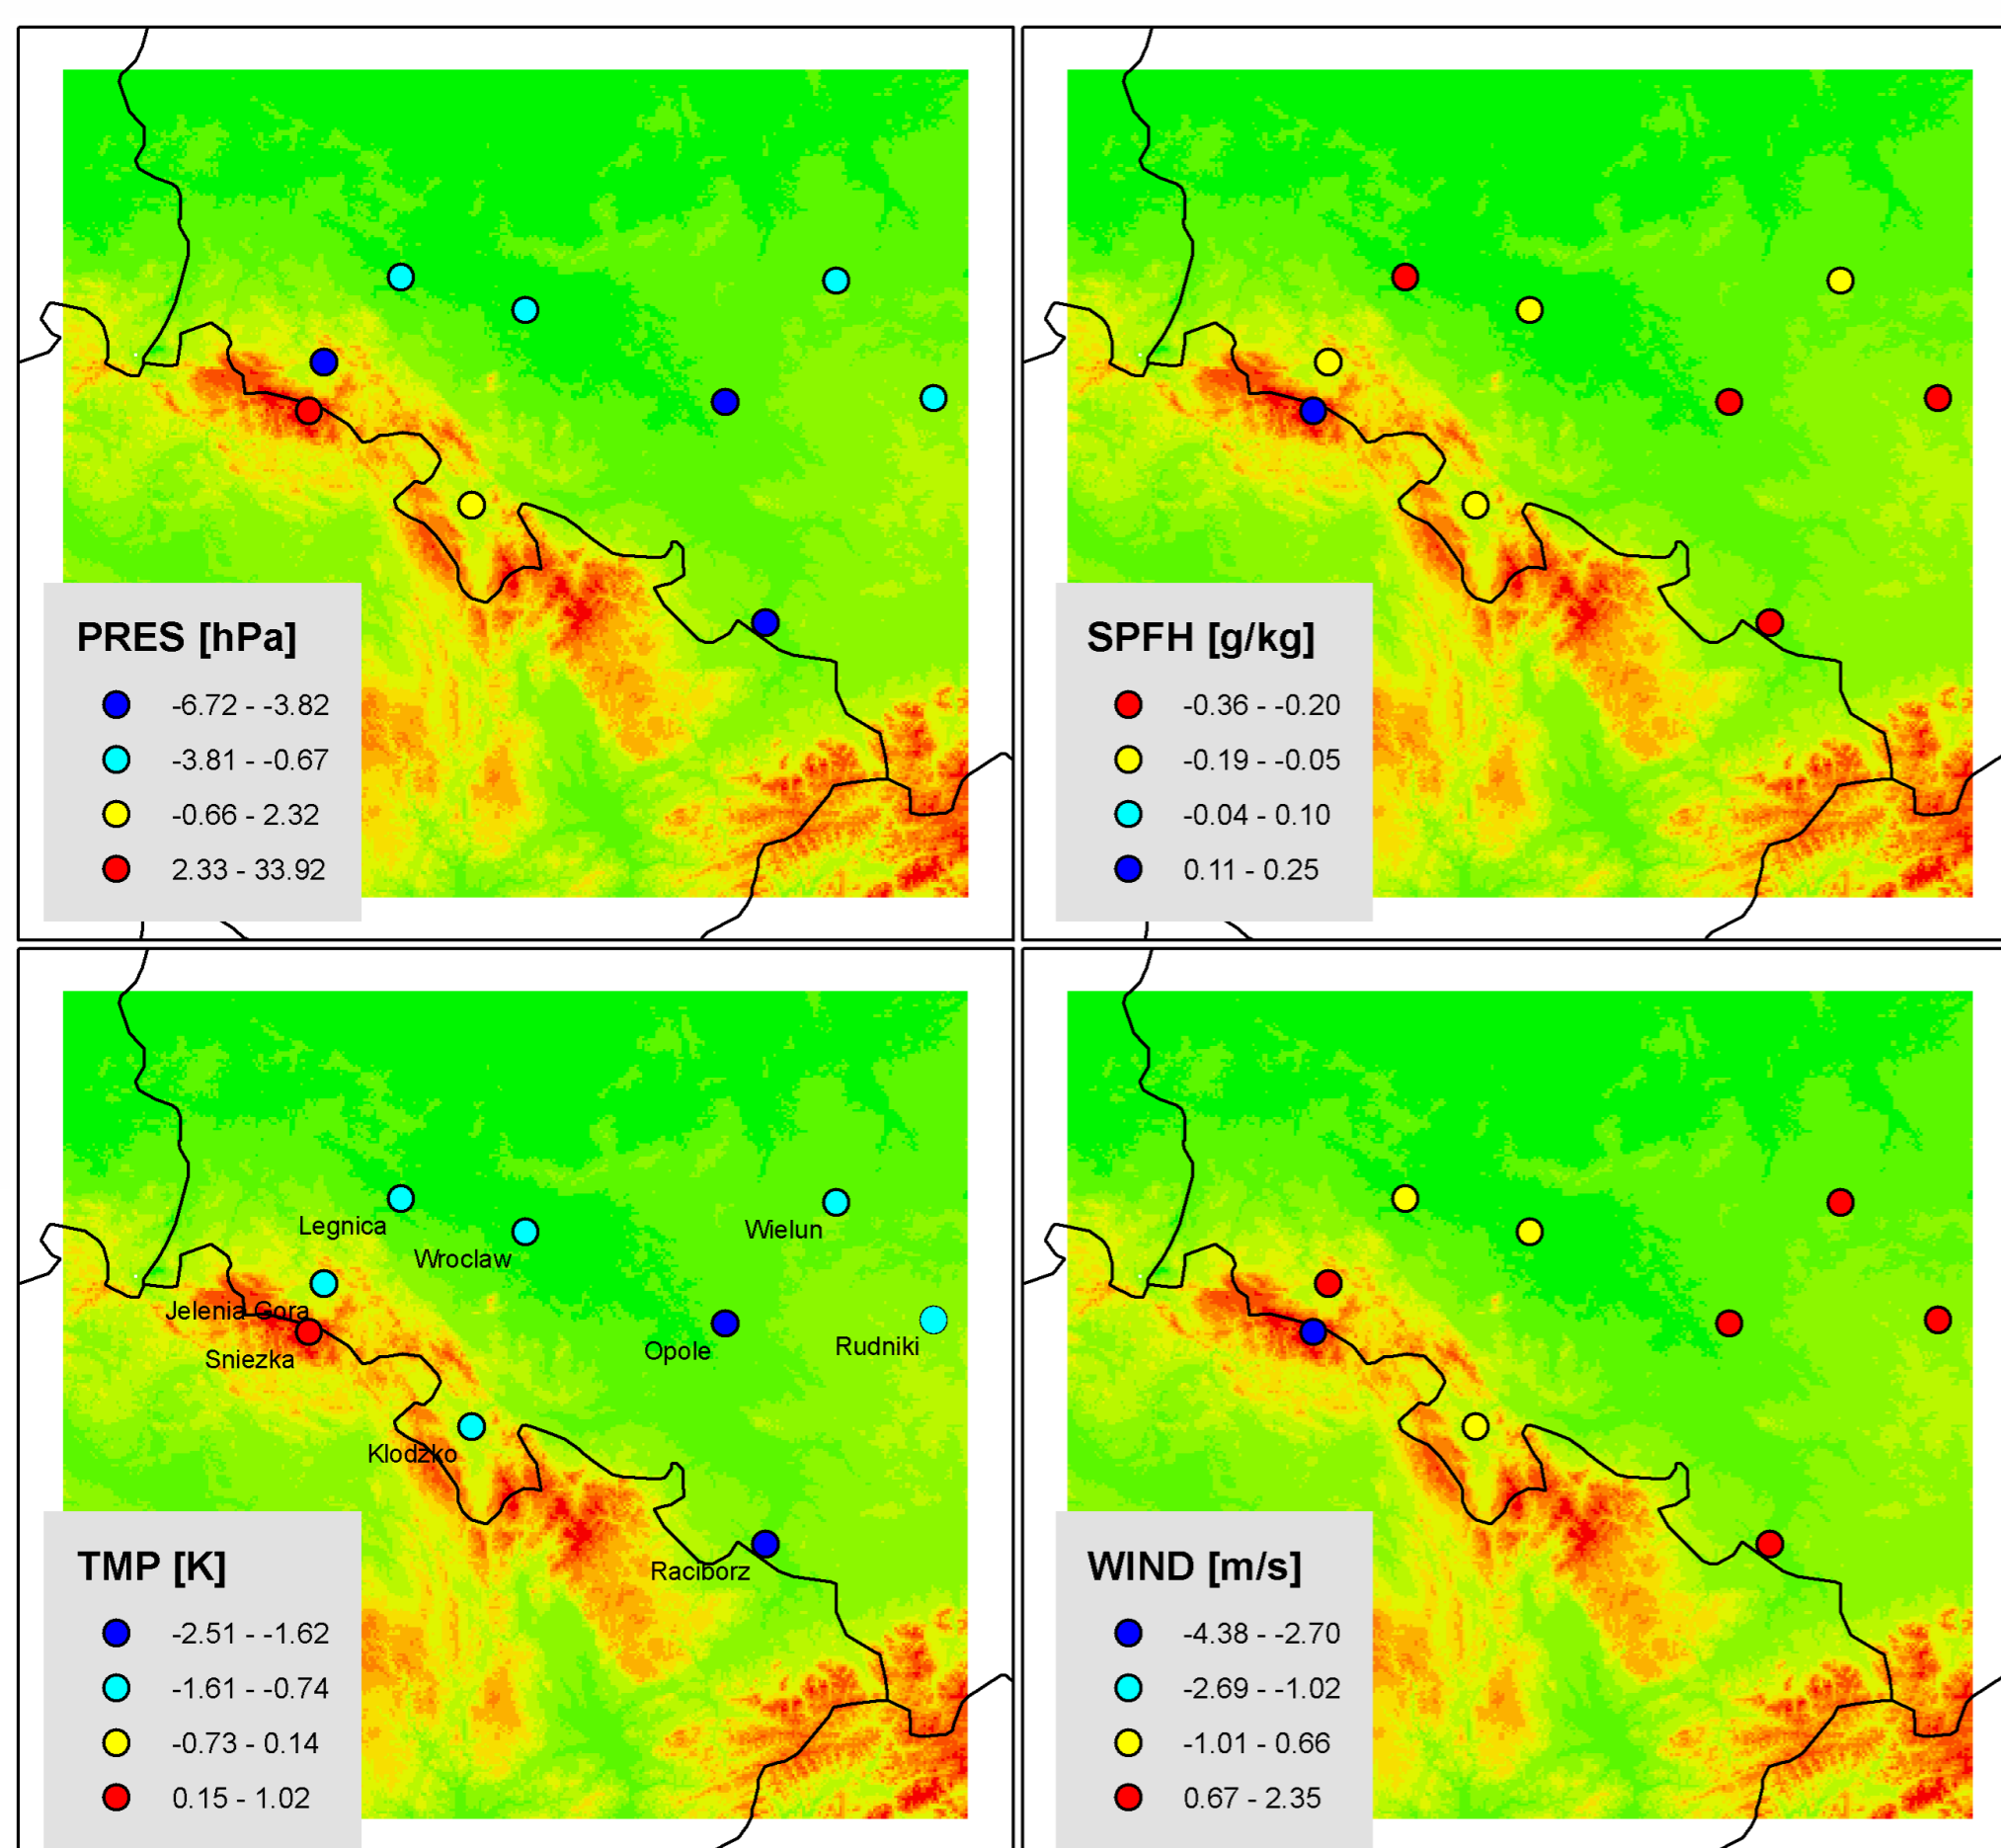 PRES [hPa]
-6.72 - -3.82
-3.81 - -0.67
-0.66 - 2.32
2.33 - 33.92
SPFH [g/kg]
-0.36 - -0.20
-0.19 - -0.05
-0.04 - 0.10
0.11 - 0.25
Legnica
Wroclaw
Wielun
Jelenia Gora
Sniezka
Opole
Rudniki
Klodzko
Raciborz
TMP [K]
-2.51 - -1.62
-1.61 - -0.74
-0.73 - 0.14
0.15 - 1.02
WIND [m/s]
-4.38 - -2.70
-2.69 - -1.02
-1.01 - 0.66
0.67 - 2.35